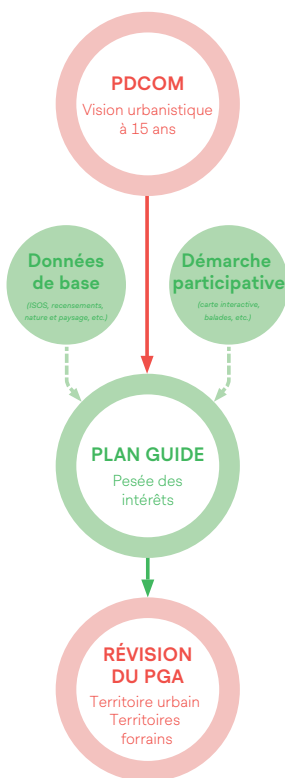 PDCOM
Vision urbanistique
à 15 ans
Données
de base
(ISOS, recensements,
nature et paysage, etc.)
Démarche
participative
(carte interactive,
balades, etc.)
PLAN GUIDE
Pesée des
intérêts
RÉVISION
DU PGA
Territoire urbain
Territoires
forrains